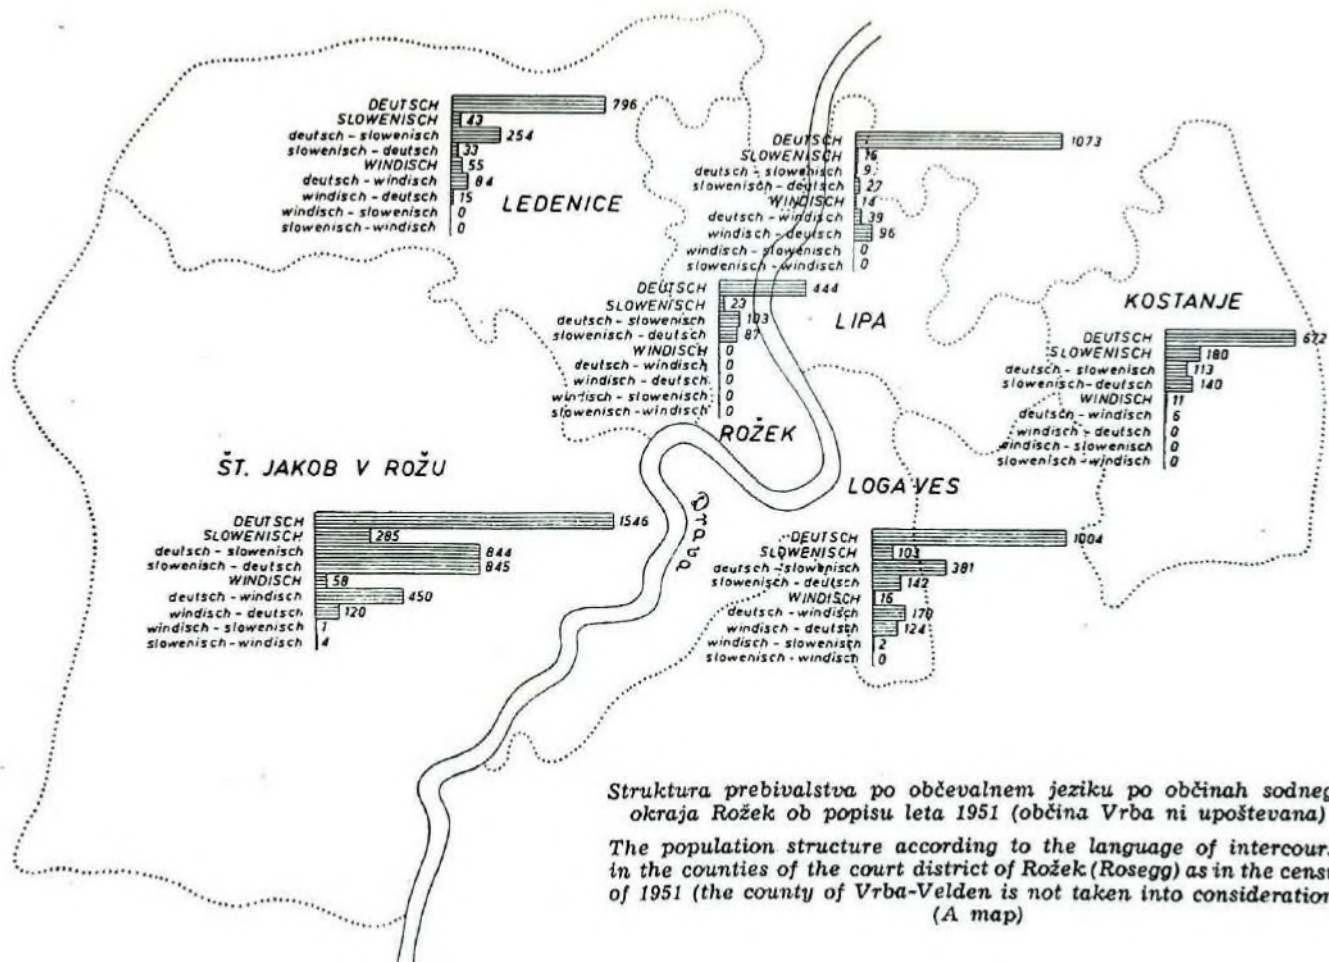 LEDENICE
DEUTSCH 796
SLOWENISCH 43
deutsch - slowenisch 254
slowenisch - deutsch 33
WINDISCH 55
deutsch - windisch 84
windisch - deutsch 15
windisch - slowenisch 0
slowenisch - windisch 0
DEUTSCH 1073
SLOWENISCH 16
deutsch - slowenisch 9
slowenisch - deutsch
WINDISCH 14
deutsch - windisch 39
windisch - deutsch 96
windisch - slowenisch 0
slowenisch - windisch 0
LIPA
DEUTSCH 444
SLOWENISCH 23
deutsch - slowenisch 103
slowenisch - deutsch 87
WINDISCH 0
deutsch - windisch 0
windisch - deutsch 0
windisch - slowenisch 0
slowenisch - windisch 0
ROŽEK
KOSTANJE
DEUTSCH 672
SLOWENISCH 180
deutsch - slowenisch 113
slowenisch - deutsch 140
WINDISCH 11
deutsch - windisch 6
windisch - deutsch 0
windisch - slowenisch 0
slowenisch - windisch 0
ŠT. JAKOB V ROŽU
DEUTSCH 1546
SLOWENISCH 285
deutsch - slowenisch 844
slowenisch - deutsch 845
WINDISCH 58
deutsch - windisch 450
windisch - deutsch 120
windisch - slowenisch 1
slowenisch - windisch 4
Drava
LOGA VES
DEUTSCH 1004
SLOWENISCH 103
deutsch - slowenisch 381
slowenisch - deutsch 142
WINDISCH 16
deutsch - windisch
windisch - deutsch 124
windisch - slowenisch 2
slowenisch - windisch 0
Struktura prebivalstva po občevalnem jeziku po občinah sodneg
okraja Rožek ob popisu leta 1951 (občina Vrba ni upoštevana)
The population structure according to the language of intercour
in the counties of the court district of Rožek (Rosegg) as in the cens
of 1951 (the county of Vrba-Velden is not taken into consideration
(A map)